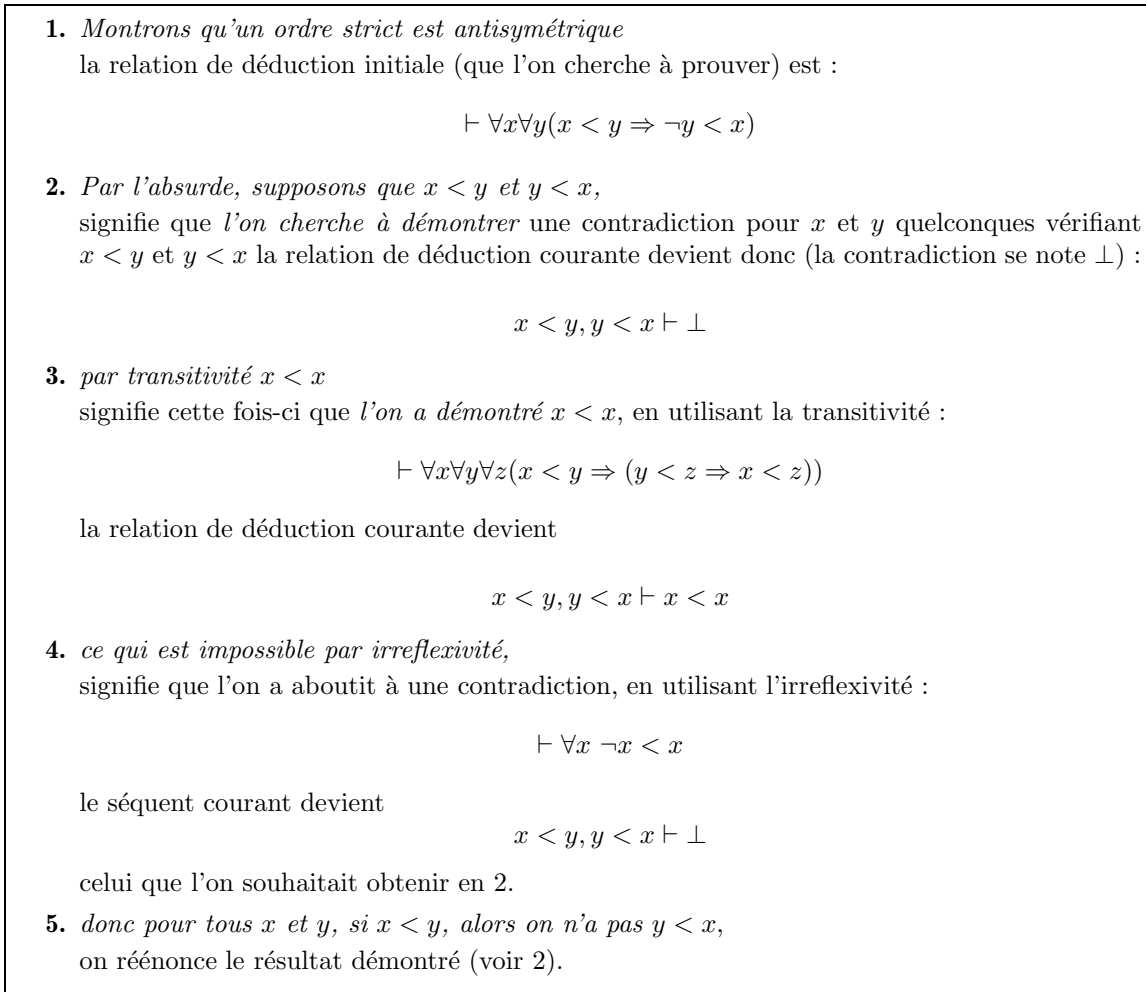 1. Montrons qu'un ordre strict est antisymétrique
la relation de déduction initiale (que l'on cherche à prouver) est :
⊢ ∀x∀y(x < y ⇒ ¬y < x)
2. Par l'absurde, supposons que x < y et y < x,
signifie que l'on cherche à démontrer une contradiction pour x et y quelconques vérifiant
x < y et y < x la relation de déduction courante devient donc (la contradiction se note ⊥) :
x < y, y < x ⊢ ⊥
3. par transitivité x < x
signifie cette fois-ci que l'on a démontré x < x, en utilisant la transitivité :
⊢ ∀x∀y∀z(x < y ⇒ (y < z ⇒ x < z))
la relation de déduction courante devient
x < y, y < x ⊢ x < x
4. ce qui est impossible par irreflexivité,
signifie que l'on a aboutit à une contradiction, en utilisant l'irreflexivité :
⊢ ∀x ¬x < x
le séquent courant devient
x < y, y < x ⊢ ⊥
celui que l'on souhaitait obtenir en 2.
5. donc pour tous x et y, si x < y, alors on n'a pas y < x,
on réénonce le résultat démontré (voir 2).